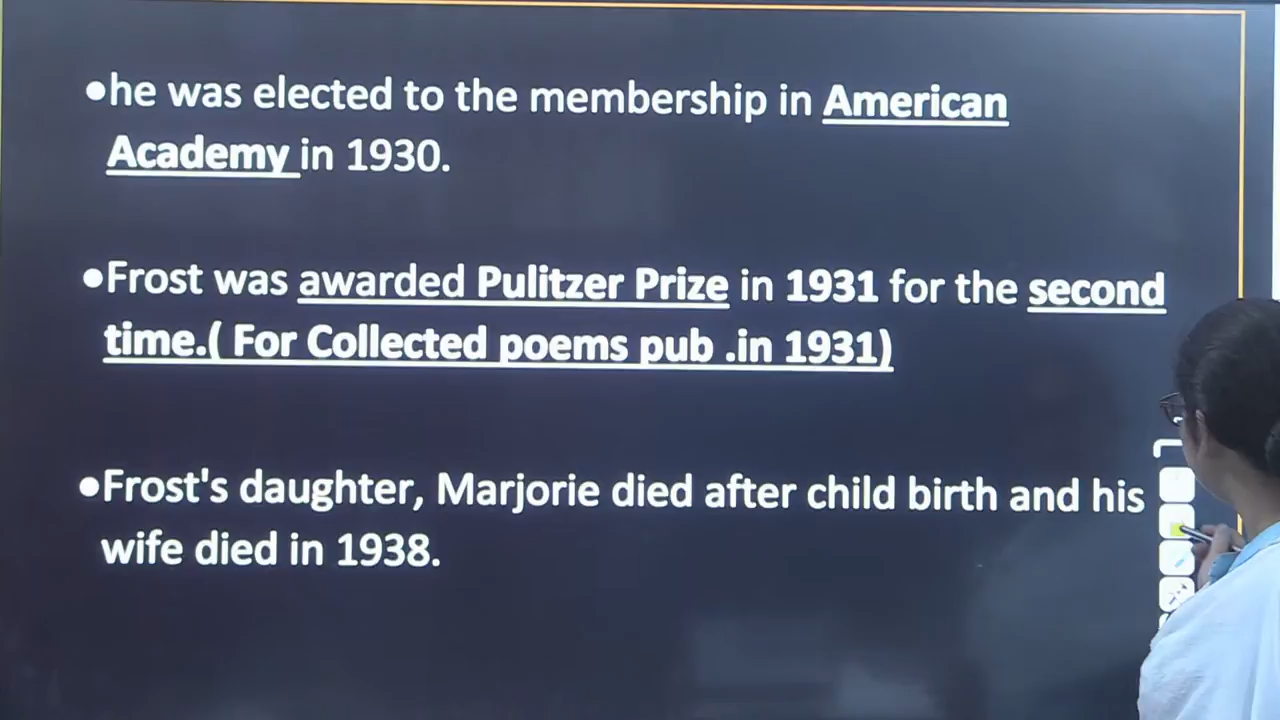 •he was elected to the membership in American
Academy in 1930.
•Frost was awarded Pulitzer Prize in 1931 for the second
time.( For Collected poems pub .in 1931)
•Frost's daughter, Marjorie died after child birth and his
wife died in 1938.